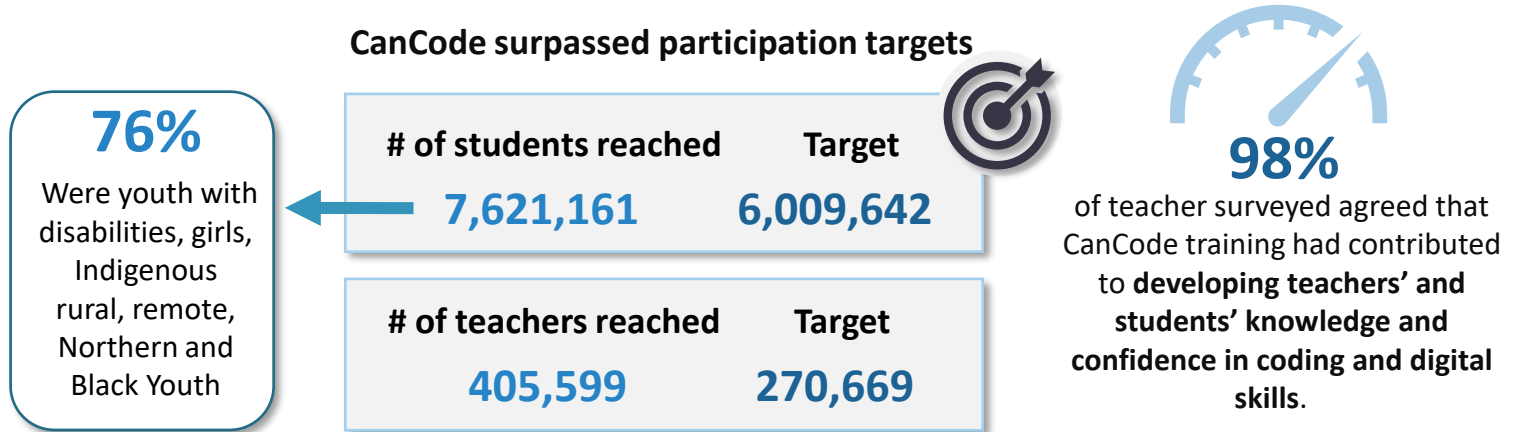 CanCode surpassed participation targets
76%
Were youth with
disabilities, girls,
Indigenous
rural, remote,
Northern and
Black Youth
# of students reached Target
7,621,161 6,009,642
# of teachers reached Target
405,599 270,669
98%
of teacher surveyed agreed that
CanCode training had contributed
to developing teachers’ and
students’ knowledge and
confidence in coding and digital
skills.